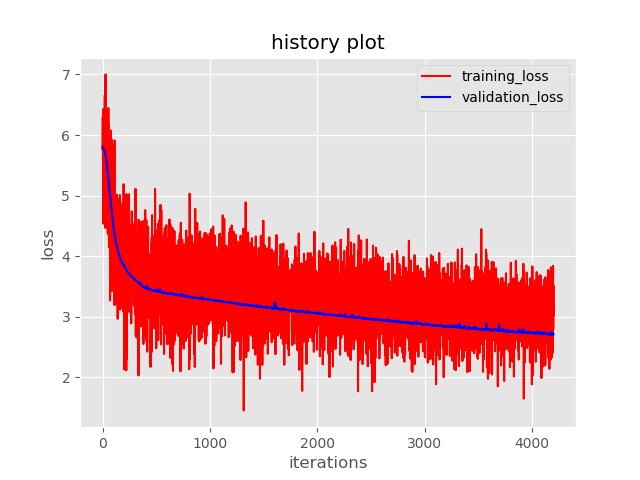 history plot
training_loss
validation_loss
7
6
5
4
3
2
loss
0 1000 2000 3000 4000
iterations